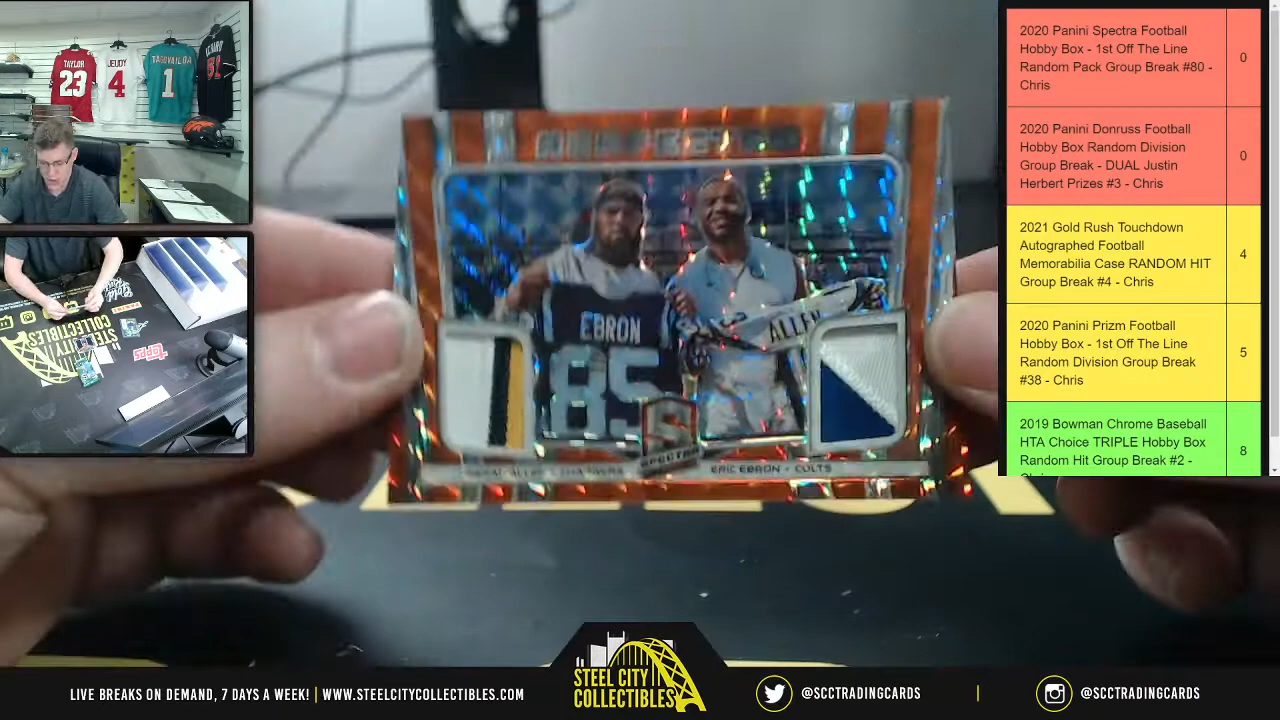 TAYLOR
23
JEUDY
4
TAGOVAILOA
1
EBRON
85
ALLEN
SPECTRA
ERIC EBRON - COLTS
STEEL CITY
COLLECTIBLES
topps
2020 Panini Spectra Football
Hobby Box - 1st Off The Line
Random Pack Group Break #80 -
Chris
0
2020 Panini Donruss Football
Hobby Box Random Division
Group Break - DUAL Justin
Herbert Prizes #3 - Chris
0
2021 Gold Rush Touchdown
Autographed Football
Memorabilia Case RANDOM HIT
Group Break #4 - Chris
4
2020 Panini Prizm Football
Hobby Box - 1st Off The Line
Random Division Group Break
#38 - Chris
5
2019 Bowman Chrome Baseball
HTA Choice TRIPLE Hobby Box
Random Hit Group Break #2 -
8
LIVE BREAKS ON DEMAND, 7 DAYS A WEEK! | WWW.STEELCITYCOLLECTIBLES.COM
STEEL CITY
COLLECTIBLES
@SCCTRADINGCARDS | @SCCTRADINGCARDS